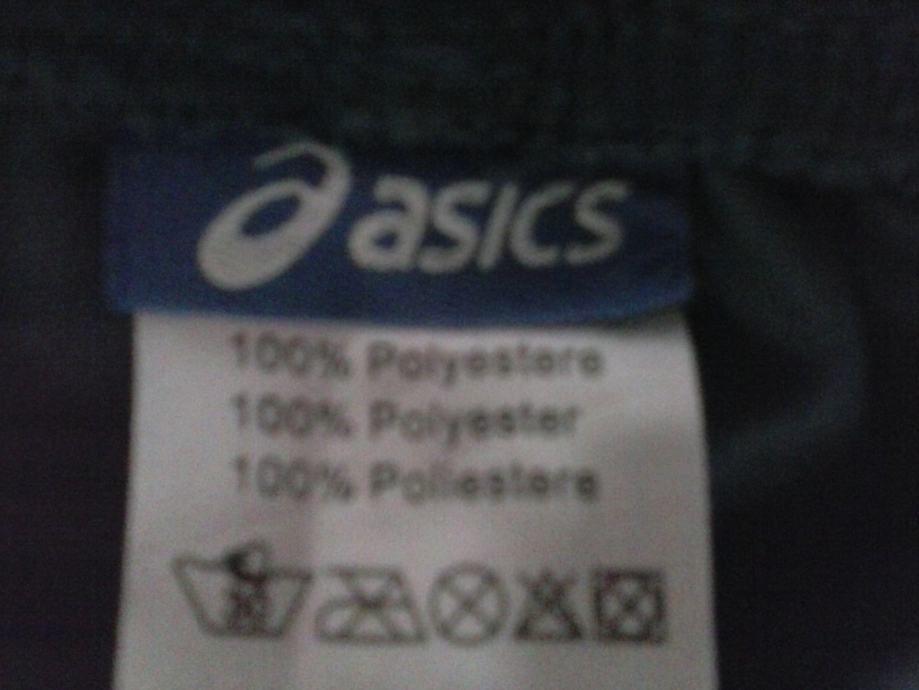 asics
100% Polyestere
100% Polyester
100% Poliestere